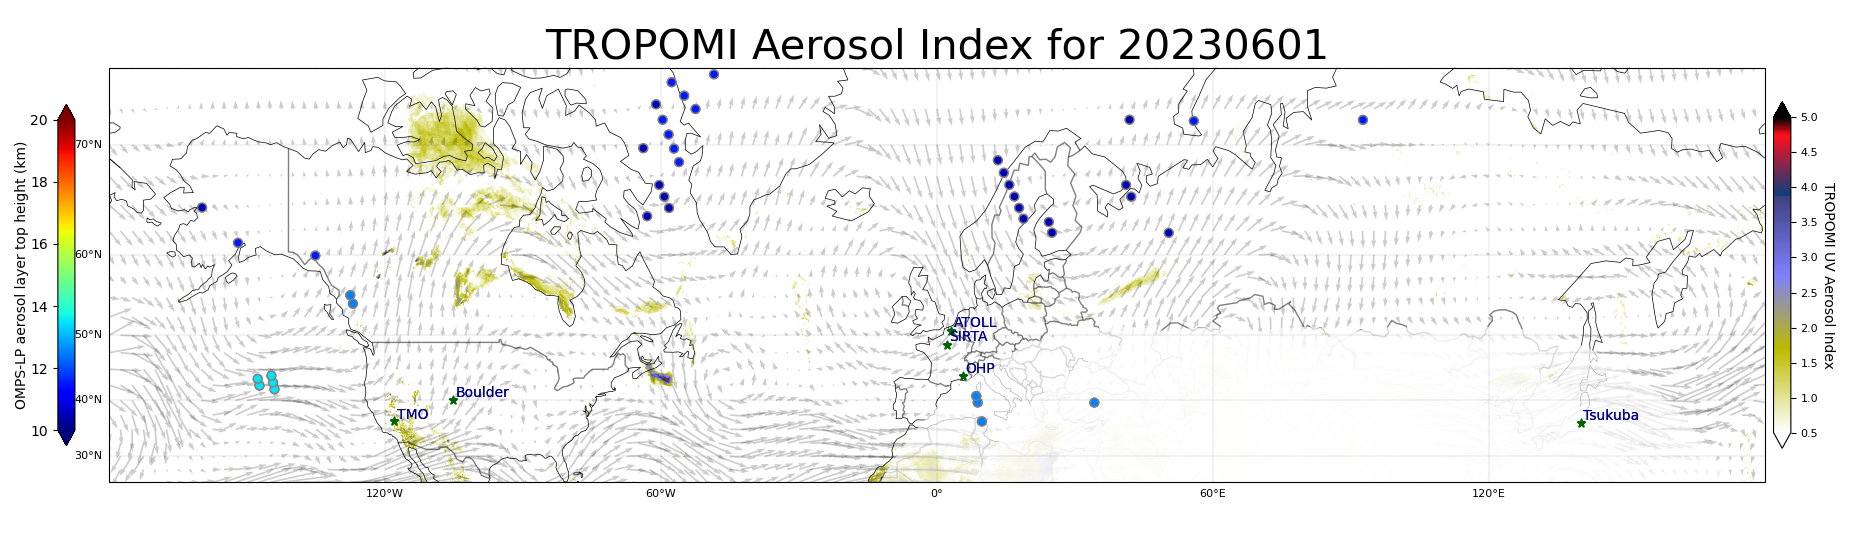 TROPOMI Aerosol Index for 20230601
OMPS-LP aerosol layer top height (km)
20
18
16
14
12
10
70°N
60°N
50°N
40°N
30°N
120°W
60°W
0°
60°E
120°E
ATOLL
SIRTA
OHP
Boulder
TMO
Tsukuba
5.0
4.5
4.0
3.5
3.0
2.5
2.0
1.5
1.0
0.5
TROPOMI UV Aerosol Index